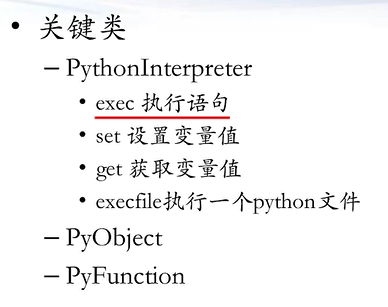 • 关键类
– PythonInterpreter
• exec 执行语句
• set 设置变量值
• get 获取变量值
• execfile执行一个python文件
– PyObject
– PyFunction